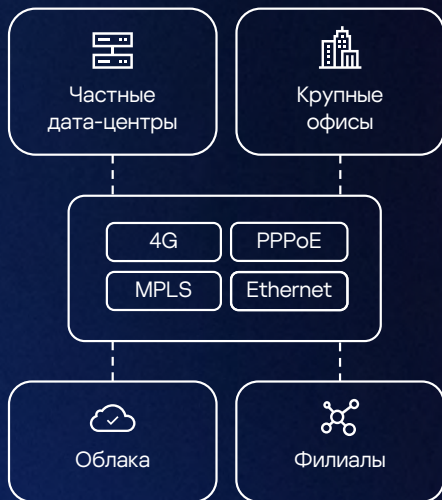 Частные
дата-центры
Крупные
офисы
4G
PPPoE
MPLS
Ethernet
Облака
Филиалы